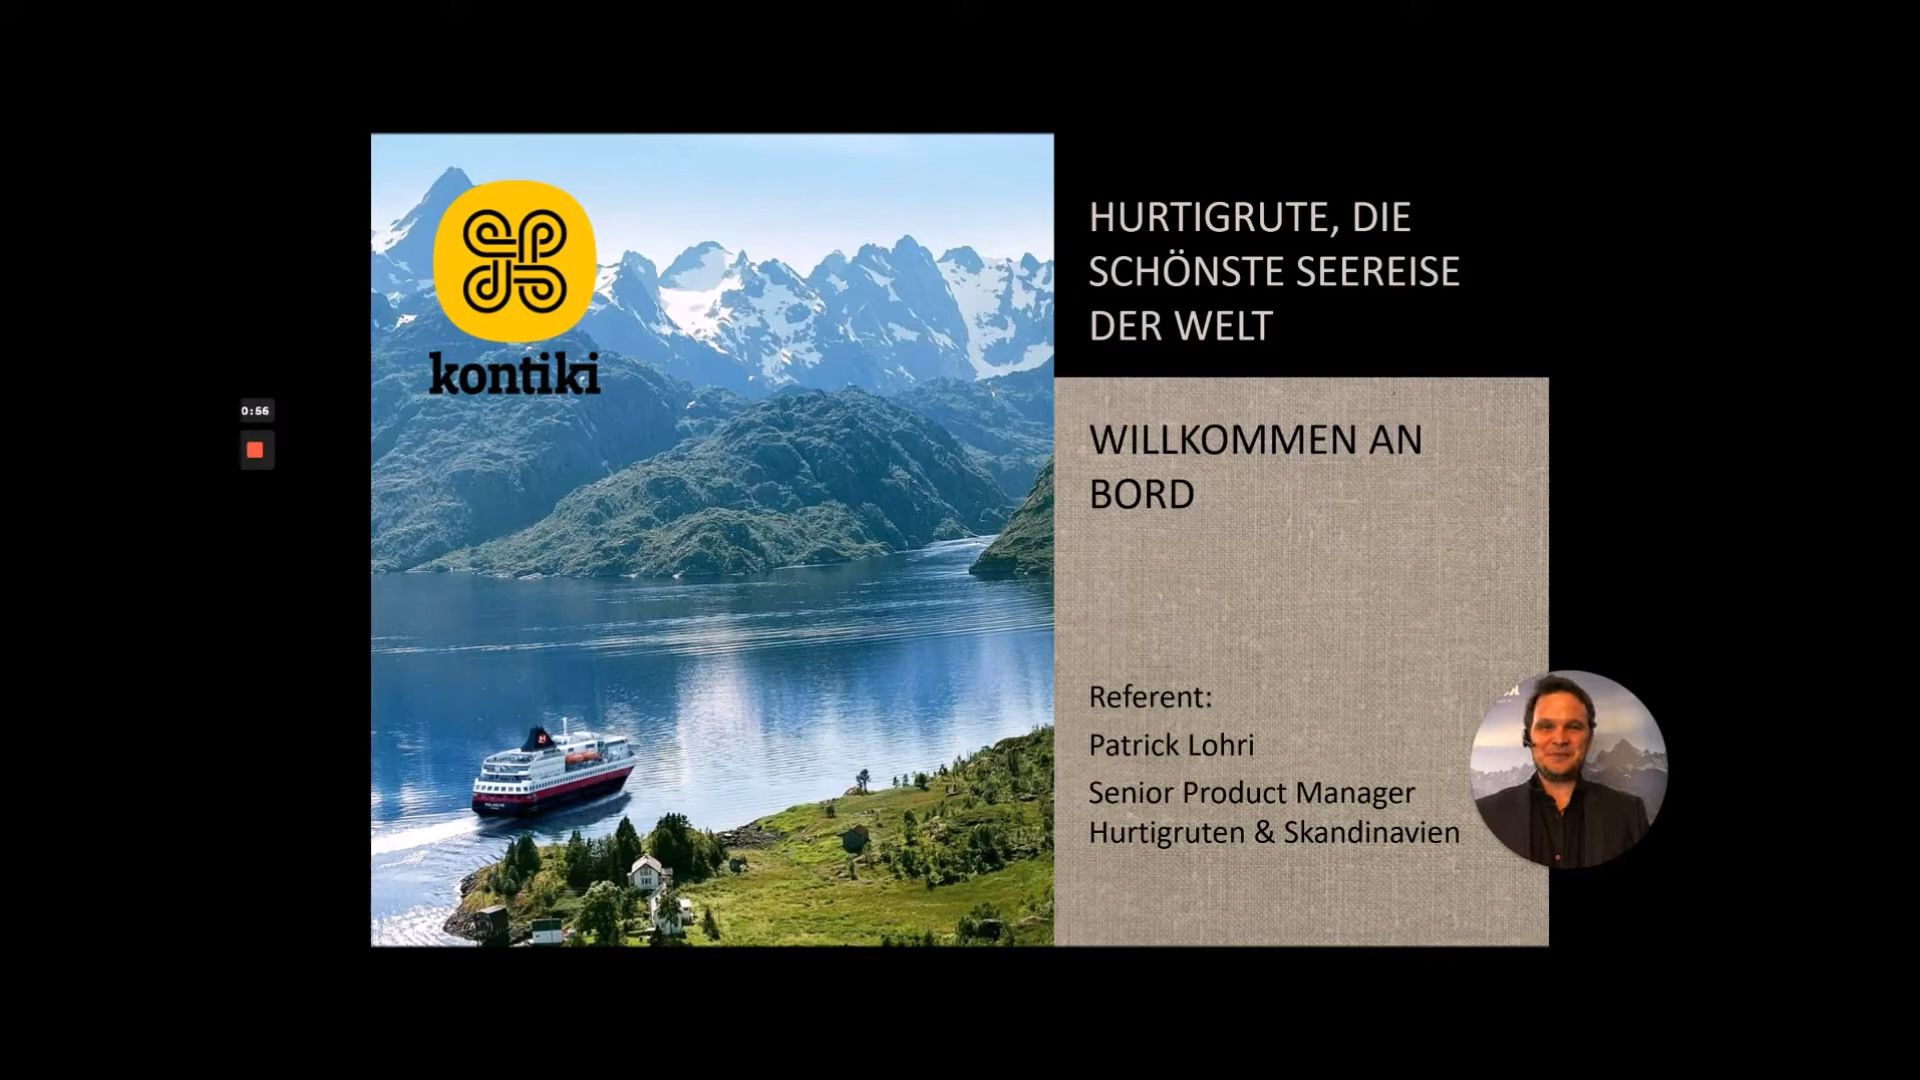 kontiki
0:56
HURTIGRUTE, DIE
SCHÖNSTE SEEREISE
DER WELT
WILLKOMMEN AN
BORD
Referent:
Patrick Lohri
Senior Product Manager
Hurtigruten & Skandinavien